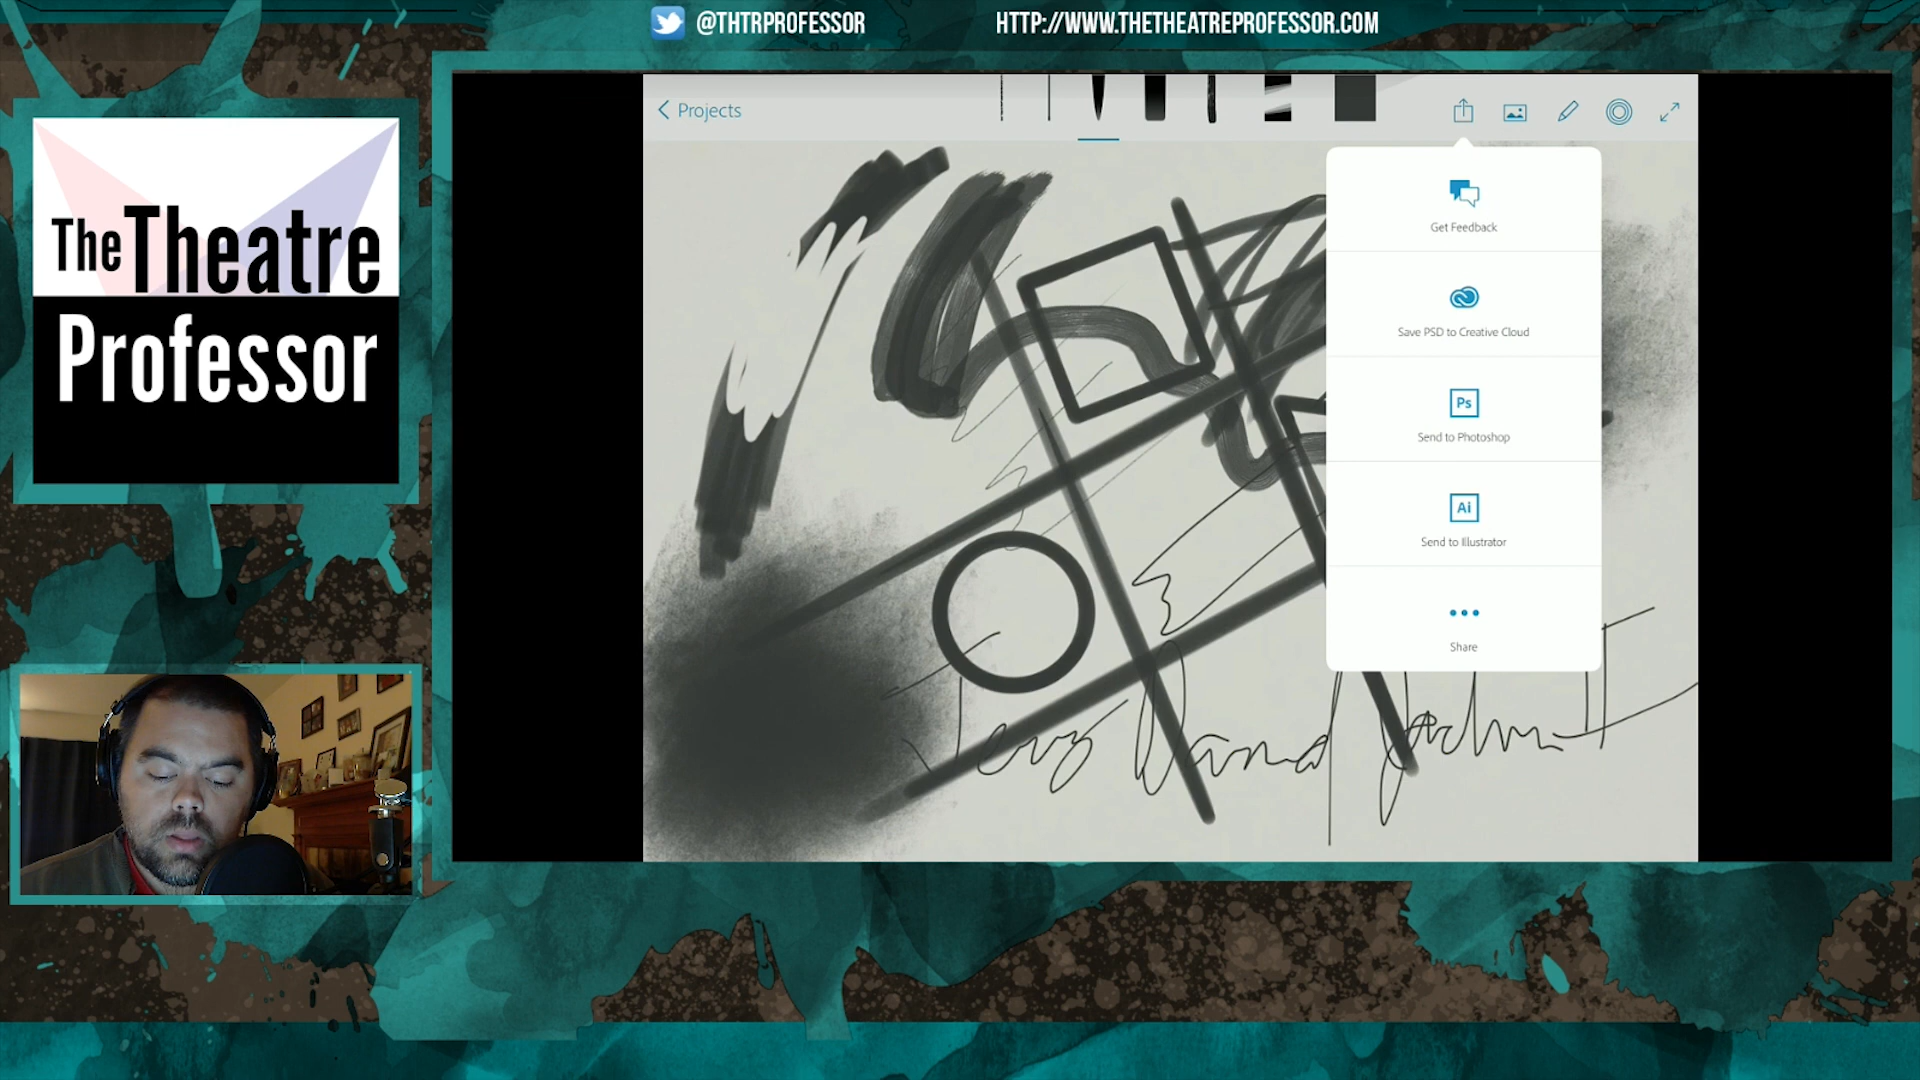 @THTRPROFESSOR
HTTP://WWW.THETHEATREPROFESSOR.COM
The Theatre
Professor
Projects
Get Feedback
Save PSD to Creative Cloud
Ps
Send to Photoshop
Ai
Send to Illustrator
Share